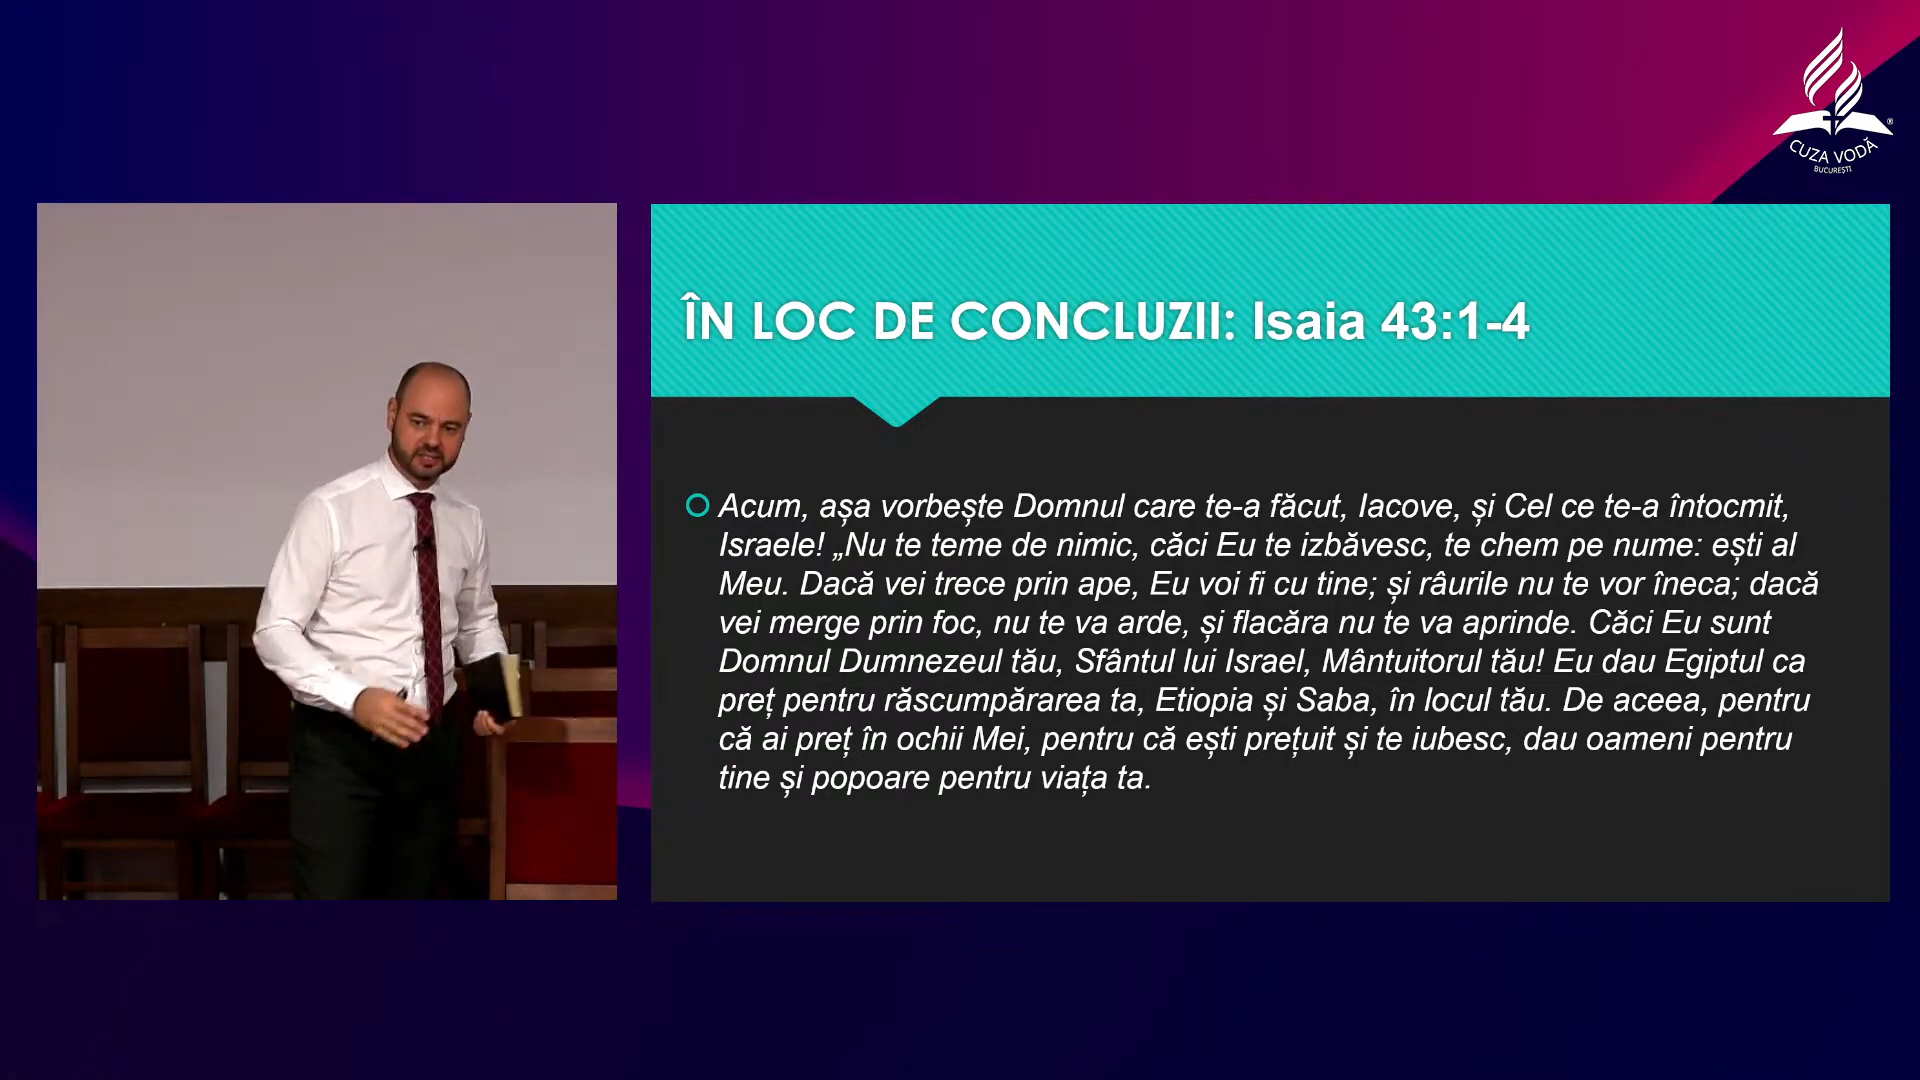 CUZA VODĂ
BUCUREȘTI
ÎN LOC DE CONCLUZII: Isaia 43:1-4
Acum, așa vorbește Domnul care te-a făcut, Iacove, și Cel ce te-a întocmit,
Israele! „Nu te teme de nimic, căci Eu te izbăvesc, te chem pe nume: ești al
Meu. Dacă vei trece prin ape, Eu voi fi cu tine; și râurile nu te vor îneca; dacă
vei merge prin foc, nu te va arde, și flacăra nu te va aprinde. Căci Eu sunt
Domnul Dumnezeul tău, Sfântul lui Israel, Mântuitorul tău! Eu dau Egiptul ca
preț pentru răscumpărarea ta, Etiopia și Saba, în locul tău. De aceea, pentru
că ai preț în ochii Mei, pentru că ești prețuit și te iubesc, dau oameni pentru
tine și popoare pentru viața ta.